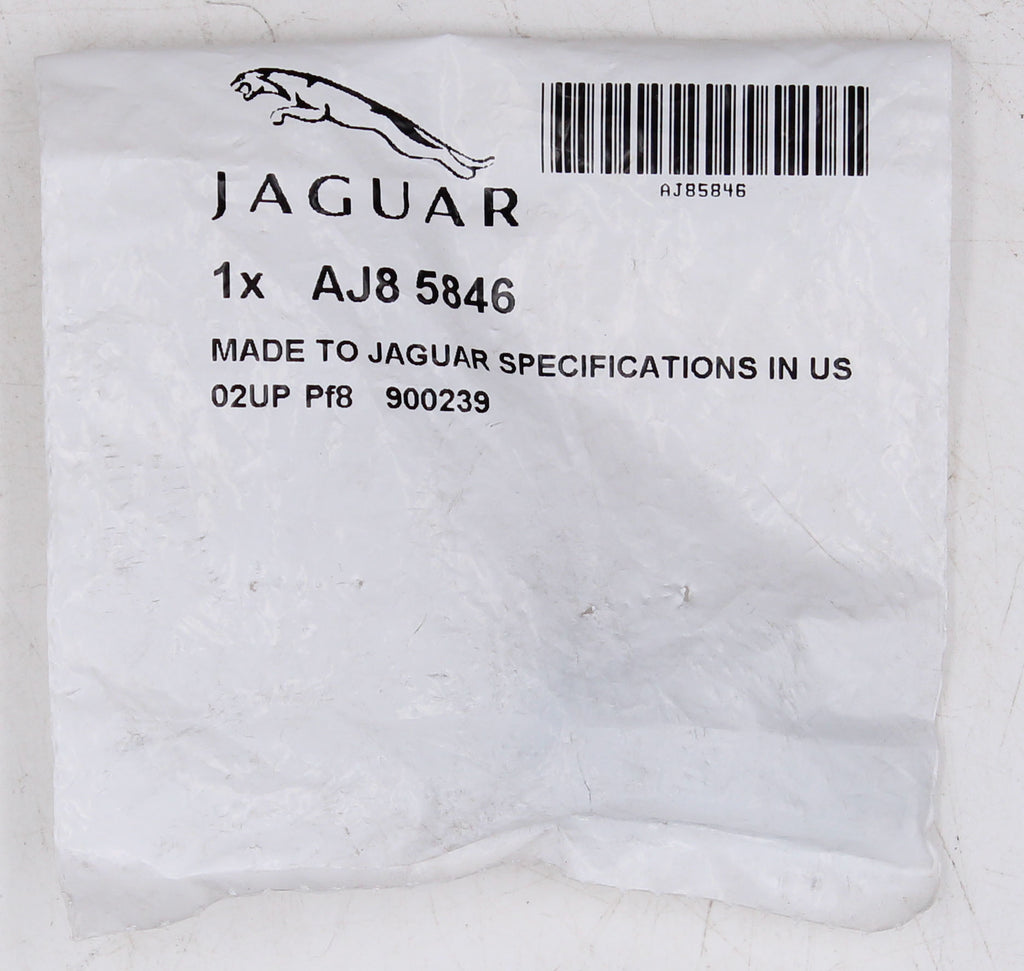 JAGUAR
AJ85846
1x AJ8 5846
MADE TO JAGUAR SPECIFICATIONS IN US
02UP Pf8 900239